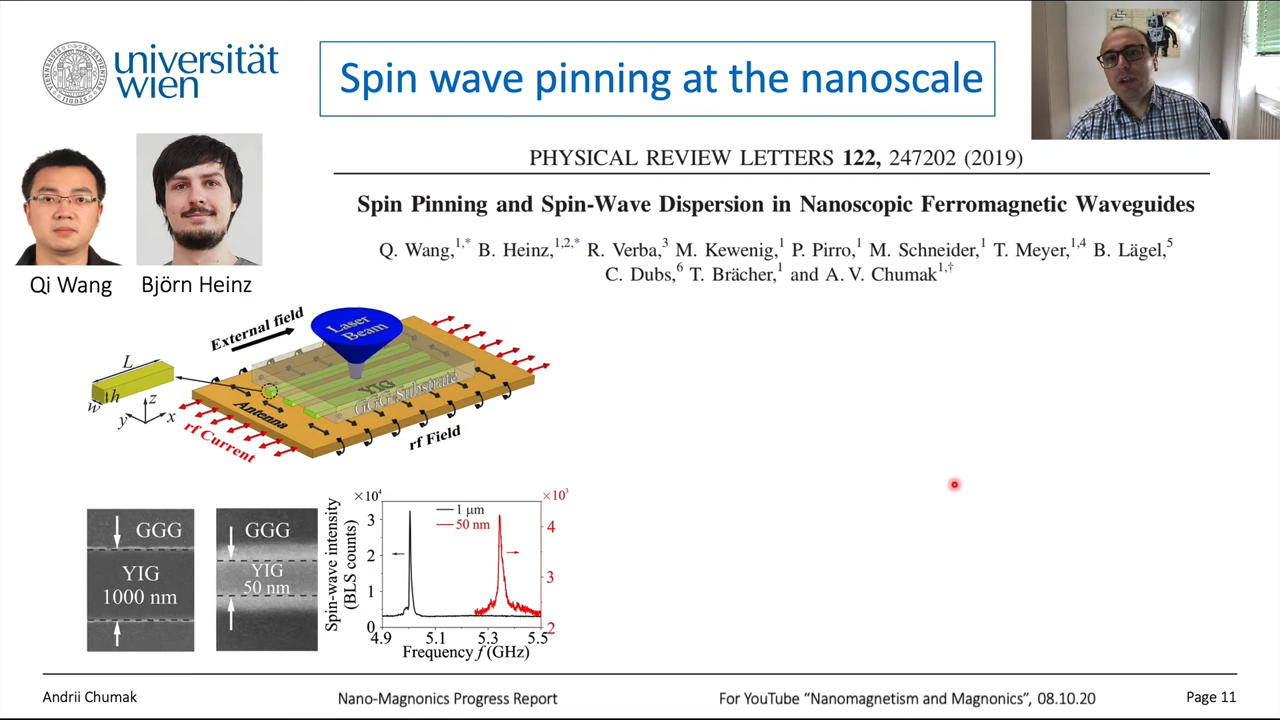 universität
wien
Spin wave pinning at the nanoscale
PHYSICAL REVIEW LETTERS 122, 247202 (2019)
Spin Pinning and Spin-Wave Dispersion in Nanoscopic Ferromagnetic Waveguides
Q. Wang,1,* B. Heinz,1,2,* R. Verba,3 M. Kewenig,1 P. Pirro,1 M. Schneider,1 T. Meyer,1,4 B. Lägel,5
C. Dubs,6 T. Brächer,1 and A. V. Chumak1,†
Qi Wang
Björn Heinz
External field
Laser
Beam
L
w
h
z
y
x
YIG
GGG Substrate
Antenna
rf Current
rf Field
GGG
YIG
1000 nm
GGG
YIG
50 nm
×10⁴
×10³
1 μm
50 nm
Spin-wave intensity
(BLS counts)
3
2
1
0
4
3
2
4.9
5.1
5.3
5.5
Frequency f (GHz)
Andrii Chumak
Nano-Magnonics Progress Report
For YouTube “Nanomagnetism and Magnonics”, 08.10.20
Page 11